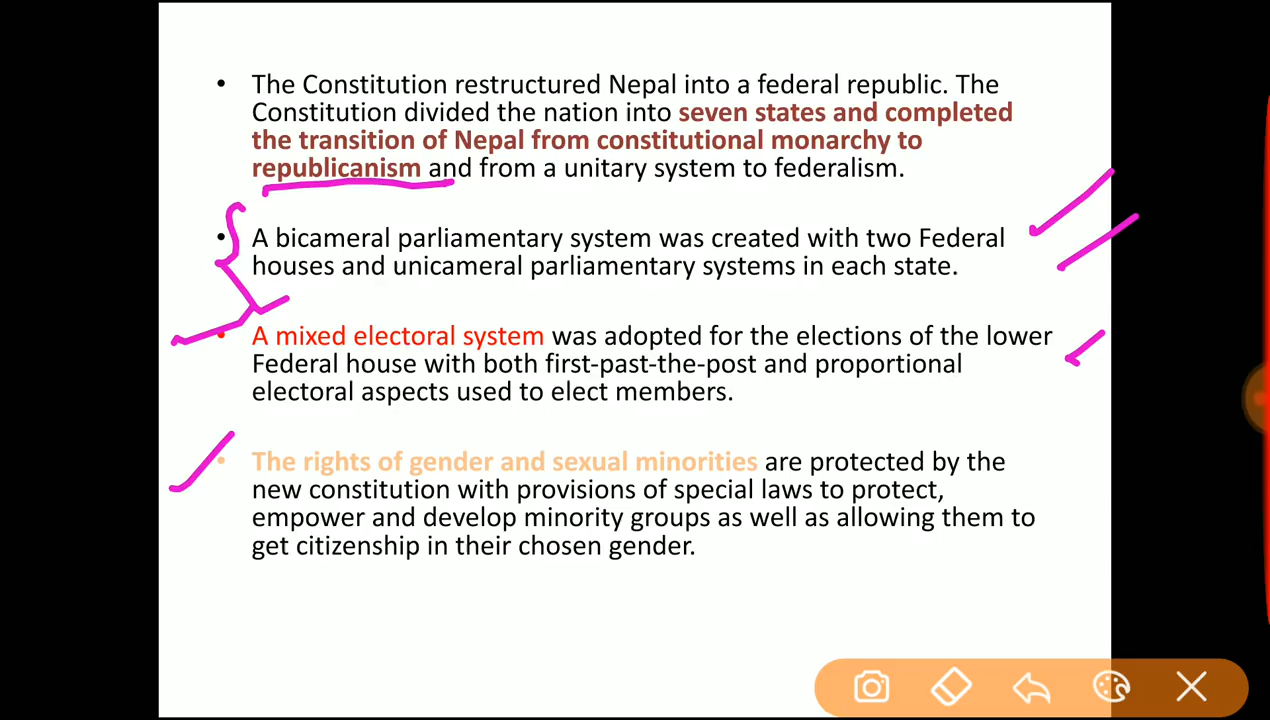 • The Constitution restructured Nepal into a federal republic. The
Constitution divided the nation into seven states and completed
the transition of Nepal from constitutional monarchy to
republicanism and from a unitary system to federalism.
• A bicameral parliamentary system was created with two Federal
houses and unicameral parliamentary systems in each state.
• A mixed electoral system was adopted for the elections of the lower
Federal house with both first-past-the-post and proportional
electoral aspects used to elect members.
• The rights of gender and sexual minorities are protected by the
new constitution with provisions of special laws to protect,
empower and develop minority groups as well as allowing them to
get citizenship in their chosen gender.